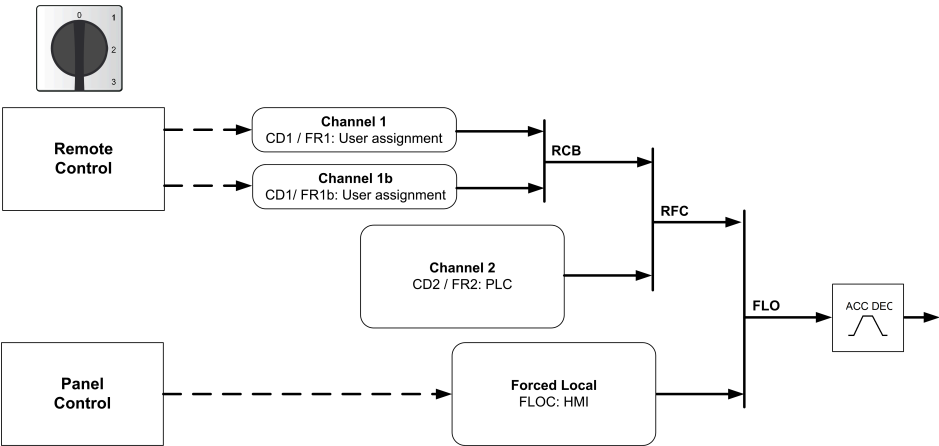 0
1
2
3
Remote
Control
Channel 1
CD1 / FR1: User assignment
Channel 1b
CD1/ FR1b: User assignment
RCB
RFC
Channel 2
CD2 / FR2: PLC
FLO
ACC DEC
Panel
Control
Forced Local
FLOC: HMI